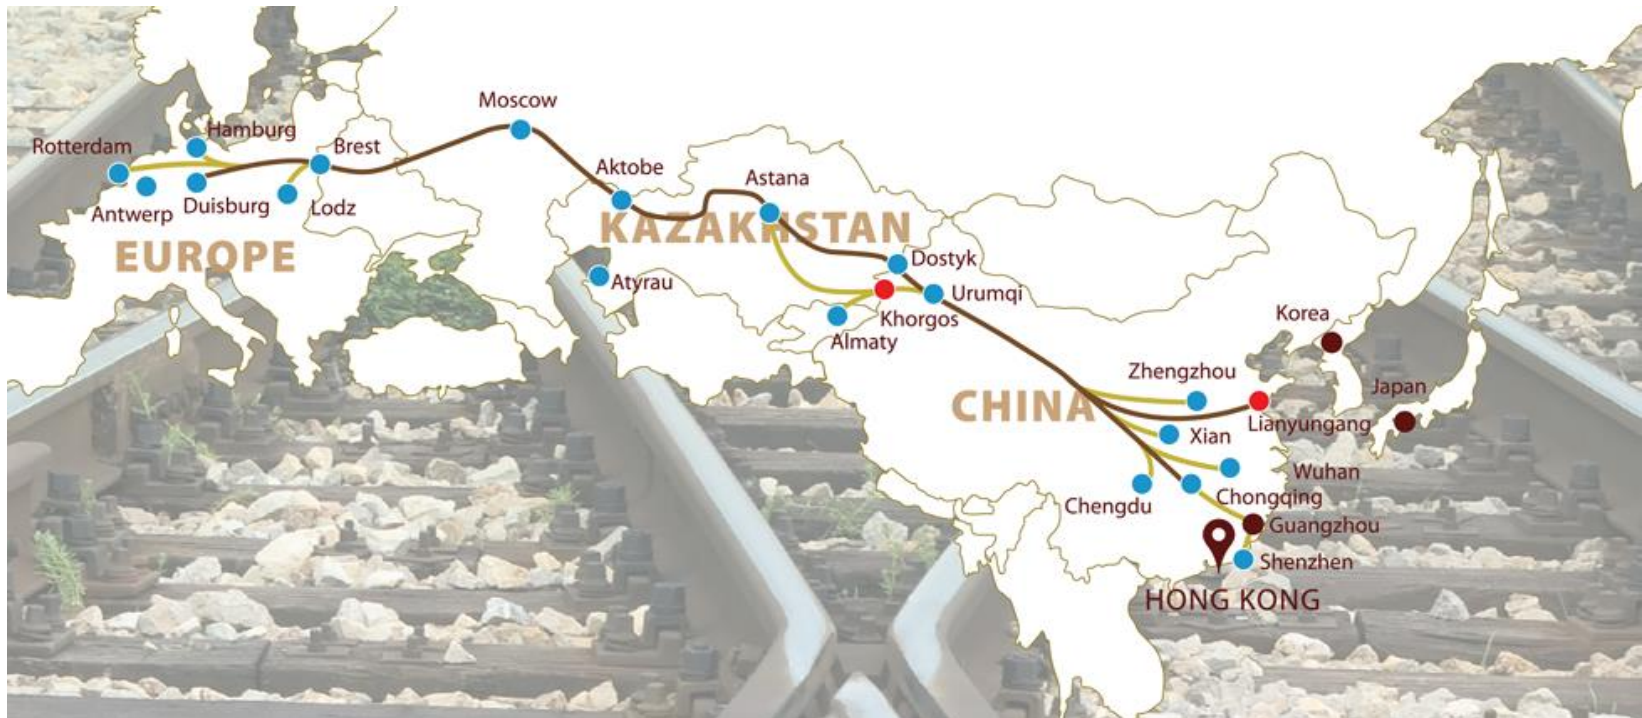 Moscow
Hamburg
Rotterdam
Brest
Aktobe
Astana
Antwerp
Duisburg
Lodz
KAZAKHSTAN
EUROPE
Dostyk
Atyrau
Urumqi
Khorgos
Almaty
Korea
Zhengzhou
Japan
CHINA
Lianyungang
Xian
Wuhan
Chengdu
Chongqing
Guangzhou
Shenzhen
HONG KONG